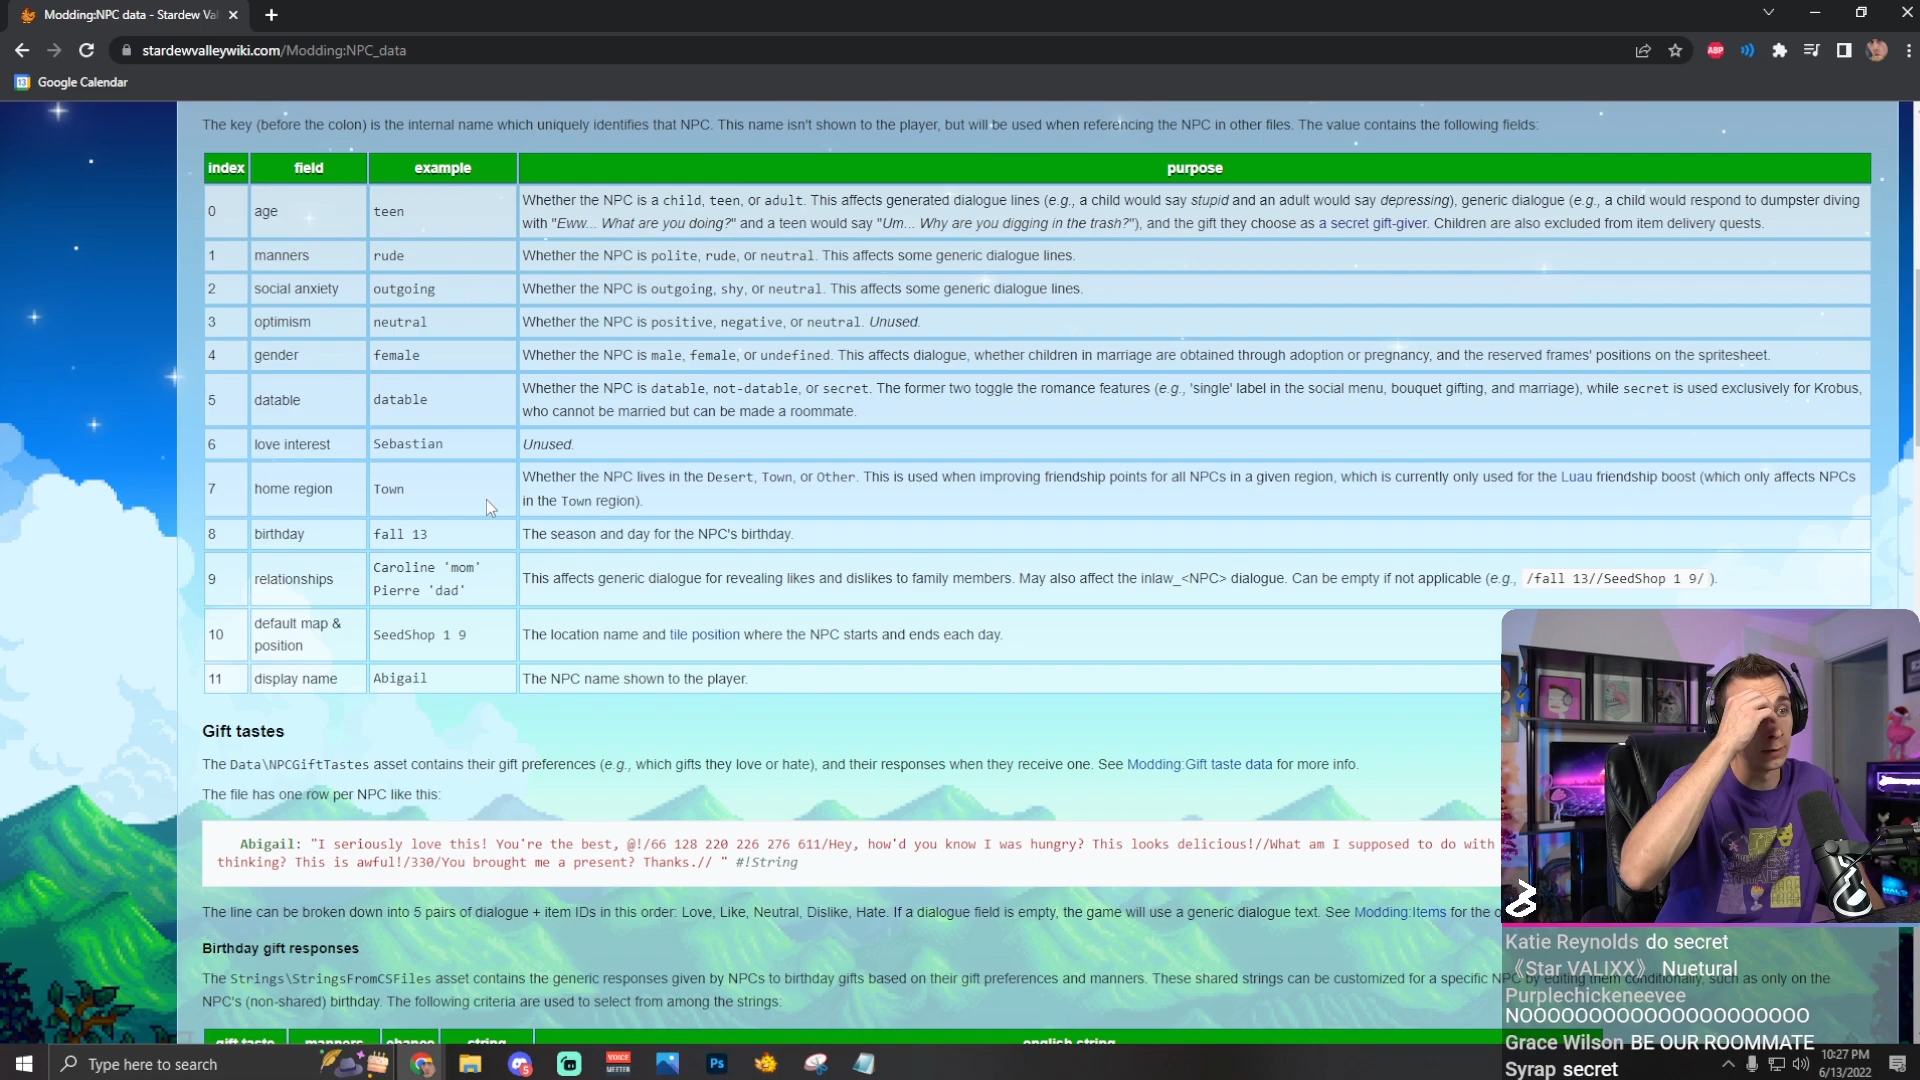 Modding:NPC data - Stardew Val
stardewvalleywiki.com/Modding:NPC_data
ABP
Google Calendar
The key (before the colon) is the internal name which uniquely identifies that NPC. This name isn't shown to the player, but will be used when referencing the NPC in other files. The value contains the following fields:
index field example purpose
0 age teen Whether the NPC is a child, teen, or adult. This affects generated dialogue lines (e.g., a child would say stupid and an adult would say depressing), generic dialogue (e.g., a child would respond to dumpster diving
with "Eww... What are you doing?" and a teen would say "Um... Why are you digging in the trash?"), and the gift they choose as a secret gift-giver. Children are also excluded from item delivery quests.
1 manners rude Whether the NPC is polite, rude, or neutral. This affects some generic dialogue lines.
2 social anxiety outgoing Whether the NPC is outgoing, shy, or neutral. This affects some generic dialogue lines.
3 optimism neutral Whether the NPC is positive, negative, or neutral. Unused.
4 gender female Whether the NPC is male, female, or undefined. This affects dialogue, whether children in marriage are obtained through adoption or pregnancy, and the reserved frames' positions on the spritesheet.
5 datable datable Whether the NPC is datable, not-datable, or secret. The former two toggle the romance features (e.g., 'single' label in the social menu, bouquet gifting, and marriage), while secret is used exclusively for Krobus,
who cannot be married but can be made a roommate.
6 love interest Sebastian Unused.
7 home region Town Whether the NPC lives in the Desert, Town, or Other. This is used when improving friendship points for all NPCs in a given region, which is currently only used for the Luau friendship boost (which only affects NPCs
in the Town region).
8 birthday fall 13 The season and day for the NPC's birthday.
9 relationships Caroline 'mom'
Pierre 'dad' This affects generic dialogue for revealing likes and dislikes to family members. May also affect the inlaw_<NPC> dialogue. Can be empty if not applicable (e.g., /fall 13//SeedShop 1 9/ ).
10 default map &
position SeedShop 1 9 The location name and tile position where the NPC starts and ends each day.
11 display name Abigail The NPC name shown to the player.
Gift tastes
The Data\NPCGiftTastes asset contains their gift preferences (e.g., which gifts they love or hate), and their responses when they receive one. See Modding:Gift taste data for more info.
The file has one row per NPC like this:
Abigail: "I seriously love this! You're the best, @!/66 128 220 226 276 611/Hey, how'd you know I was hungry? This looks delicious!//What am I supposed to do with
thinking? This is awful!/330/You brought me a present? Thanks.// " #!String
The line can be broken down into 5 pairs of dialogue + item IDs in this order: Love, Like, Neutral, Dislike, Hate. If a dialogue field is empty, the game will use a generic dialogue text. See Modding:Items for the
Birthday gift responses
The Strings\StringsFromCSFiles asset contains the generic responses given by NPCs to birthday gifts based on their gift preferences and manners. These shared strings can be customized for a specific NPC by editing them conditionally, such as only on the
NPC's (non-shared) birthday. The following criteria are used to select from among the strings:
gift taste manners chance string english string
Katie Reynolds do secret
《Star VALIXX》 Nuetural
Purplechickeneevee
NOOOOOOOOOOOOOOOOOOOOO
Grace Wilson BE OUR ROOMMATE
Syrap secret
Type here to search
VOICE
MEETER
Ps
10:27 PM
6/13/2022